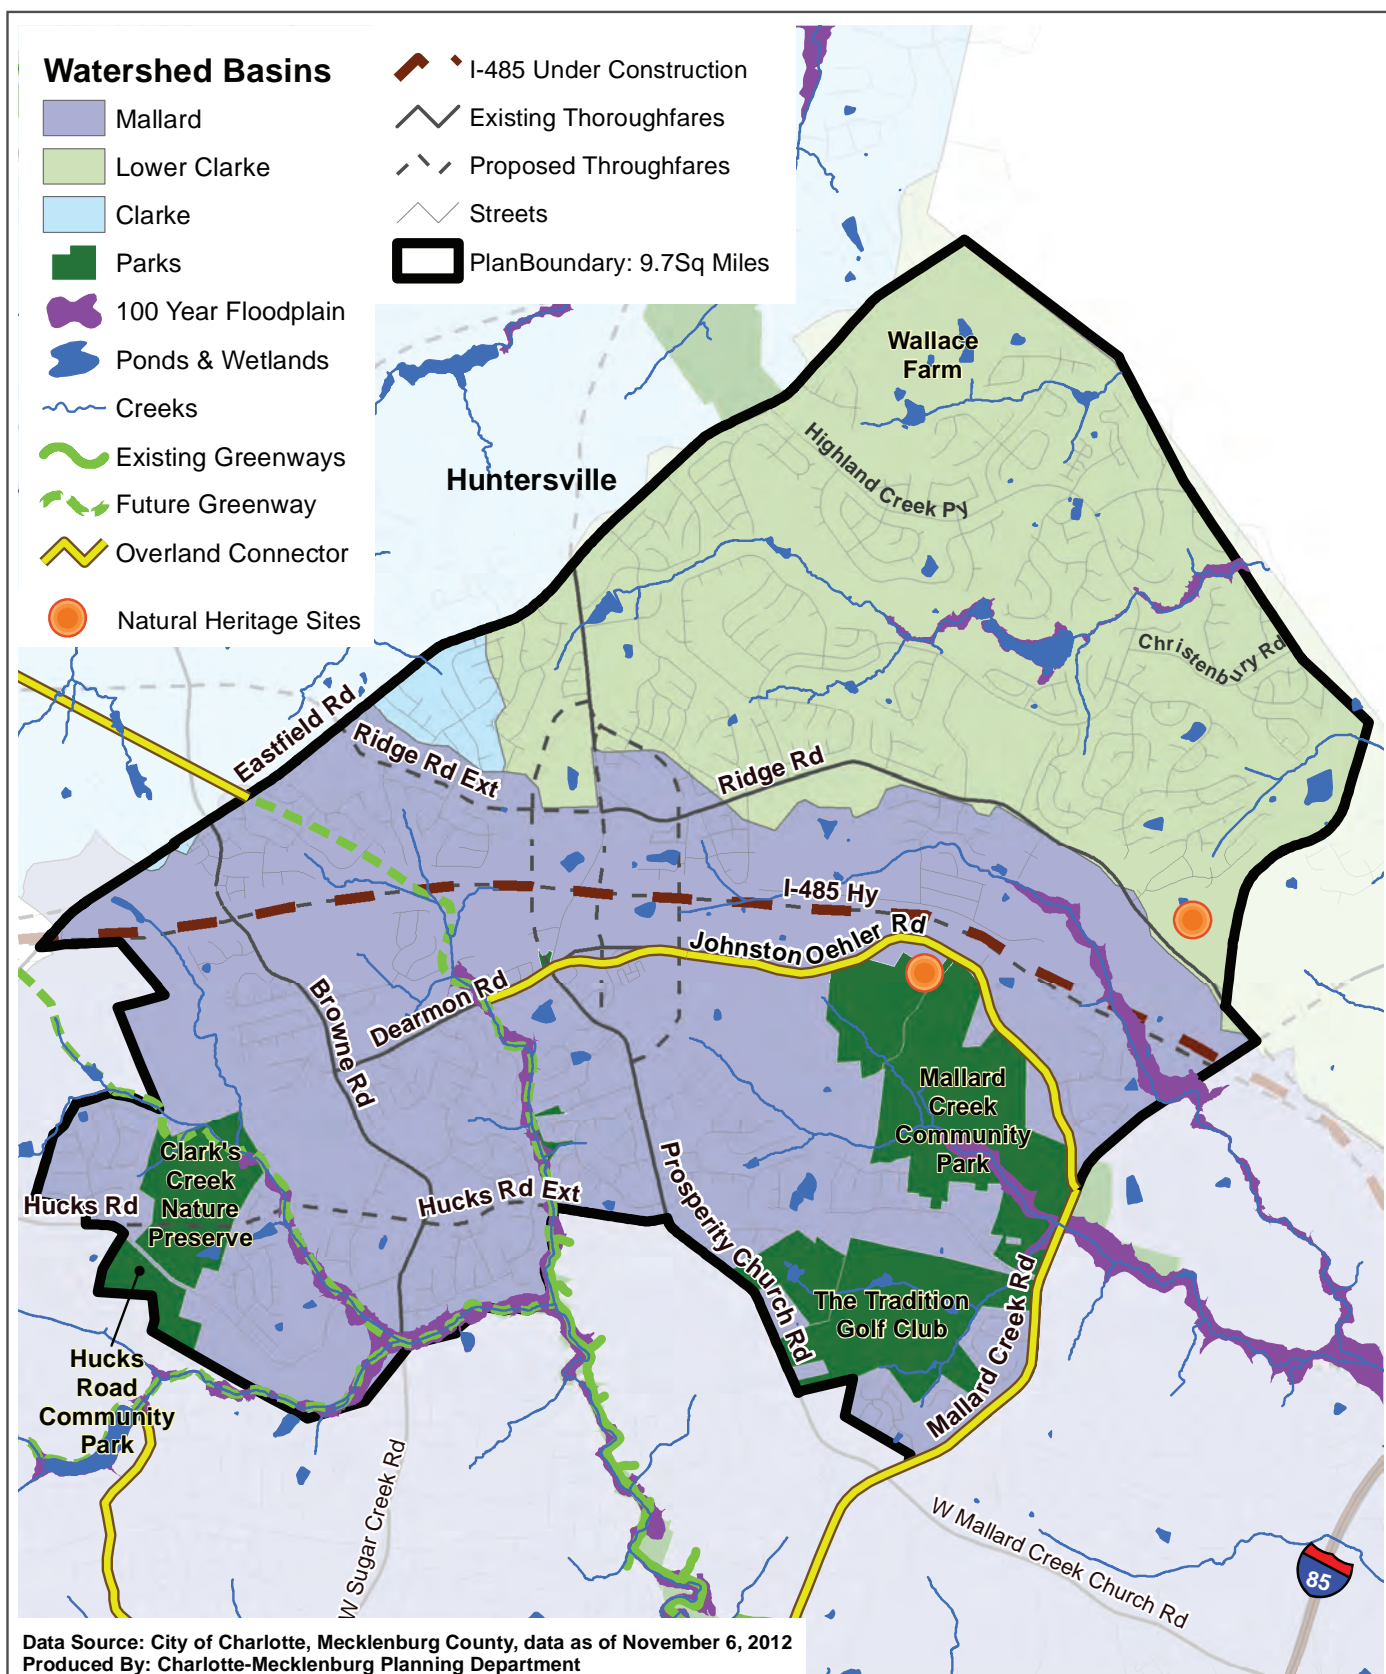 Watershed Basins
Mallard
Lower Clarke
Clarke
Parks
100 Year Floodplain
Ponds & Wetlands
Creeks
Existing Greenways
Future Greenway
Overland Connector
Natural Heritage Sites
I-485 Under Construction
Existing Thoroughfares
Proposed Throughfares
Streets
PlanBoundary: 9.7Sq Miles
Wallace
Farm
Highland Creek Py
Huntersville
Christenbury Rd
Eastfield Rd
Ridge Rd Ext
Ridge Rd
I-485 Hy
Johnston Oehler Rd
Dearmon Rd
Browne Rd
Mallard
Creek
Community
Park
Clark's
Creek
Nature
Preserve
Hucks Rd
Hucks Rd Ext
Prosperity Church Rd
The Tradition
Golf Club
Mallard Creek Rd
Hucks
Road
Community
Park
W Sugar Creek Rd
W Mallard Creek Church Rd
85
Data Source: City of Charlotte, Mecklenburg County, data as of November 6, 2012
Produced By: Charlotte-Mecklenburg Planning Department